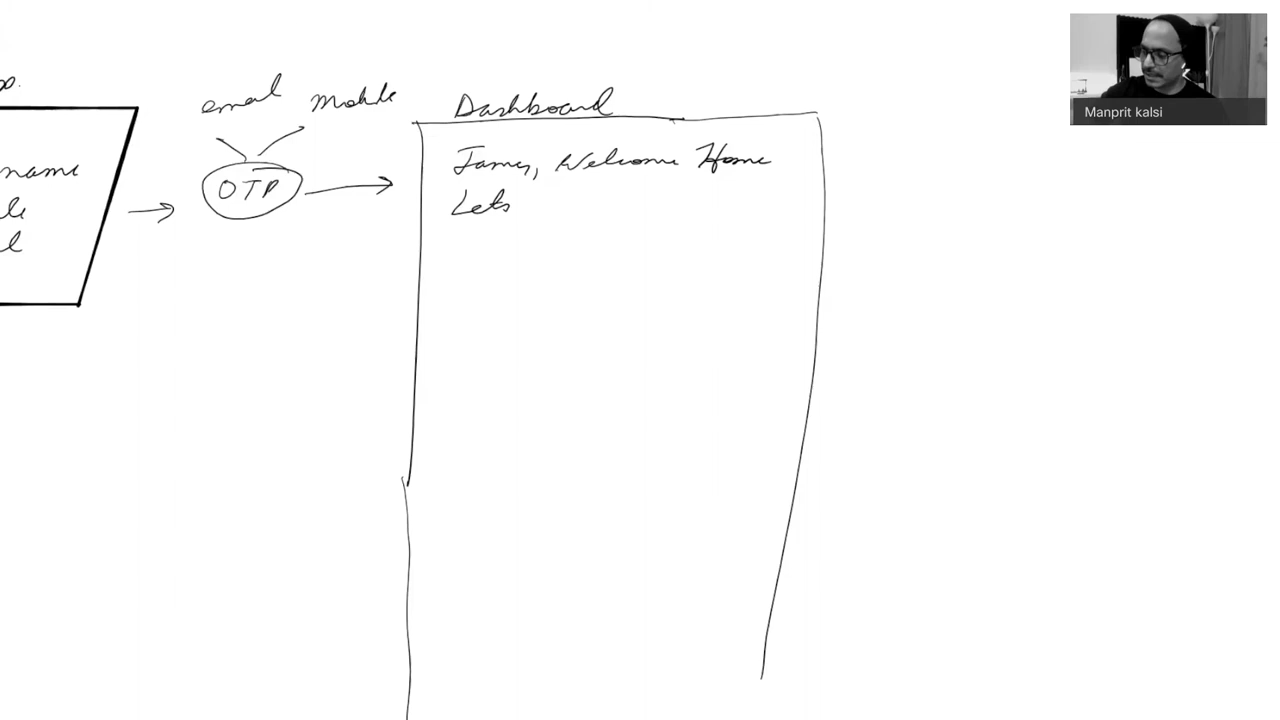 email mobile
Dashboard
name
OTP
James, Welcome Home
Lets
Manprit kalsi